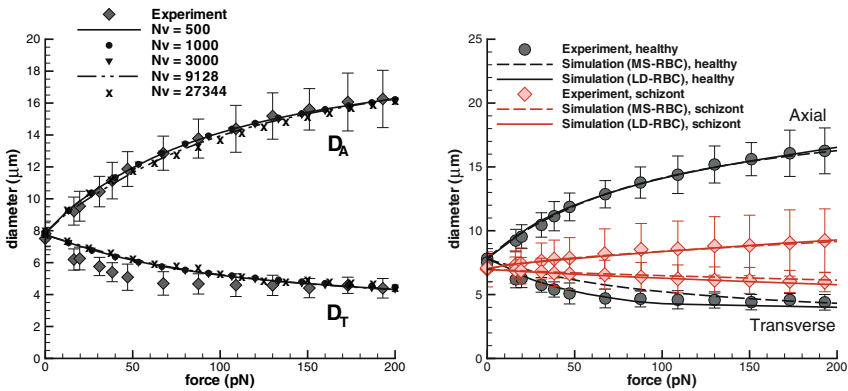 Experiment
Nv = 500
Nv = 1000
Nv = 3000
Nv = 9128
Nv = 27344
20
18
16
14
12
10
8
6
4
2
0
diameter (μm)
D_A
D_T
0 50 100 150 200
force (pN)
Experiment, healthy
Simulation (MS-RBC), healthy
Simulation (LD-RBC), healthy
Experiment, schizont
Simulation (MS-RBC), schizont
Simulation (LD-RBC), schizont
25
20
15
10
5
0
diameter (μm)
Axial
Transverse
0 50 100 150 200
force (pN)